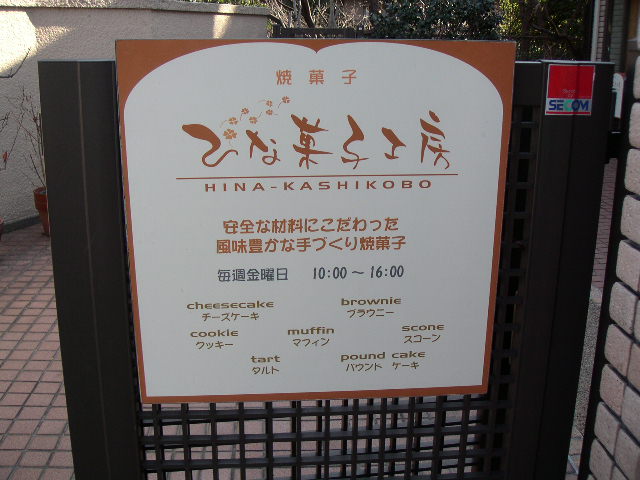 焼菓子
ひな菓子工房
HINA-KASHIKOBO
安全な材料にこだわった
風味豊かな手づくり焼菓子
毎週金曜日 10:00～16:00
cheesecake brownie
チーズケーキ ブラウニー
cookie muffin scone
クッキー マフィン スコーン
tart pound cake
タルト パウンド ケーキ
SECOM